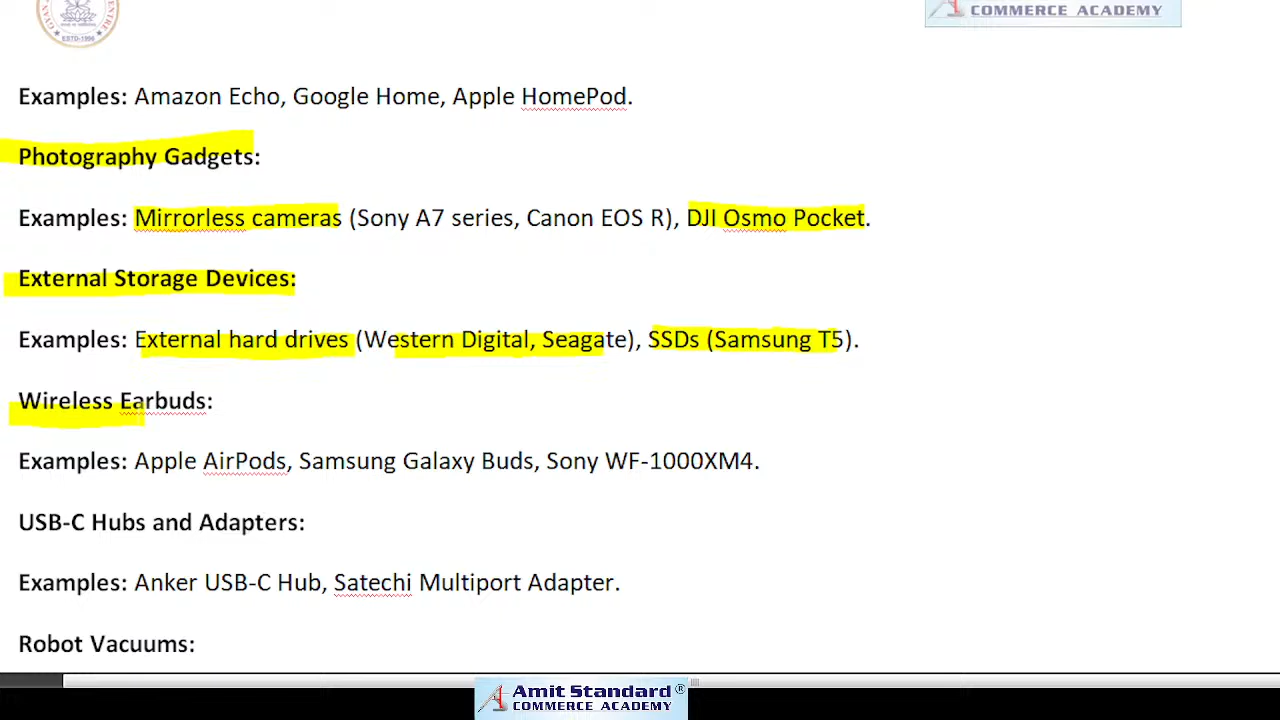 COMMERCE ACADEMY
ESTD-1996
Examples: Amazon Echo, Google Home, Apple HomePod.
Photography Gadgets:
Examples: Mirrorless cameras (Sony A7 series, Canon EOS R), DJI Osmo Pocket.
External Storage Devices:
Examples: External hard drives (Western Digital, Seagate), SSDs (Samsung T5).
Wireless Earbuds:
Examples: Apple AirPods, Samsung Galaxy Buds, Sony WF-1000XM4.
USB-C Hubs and Adapters:
Examples: Anker USB-C Hub, Satechi Multiport Adapter.
Robot Vacuums:
Amit Standard®
COMMERCE ACADEMY